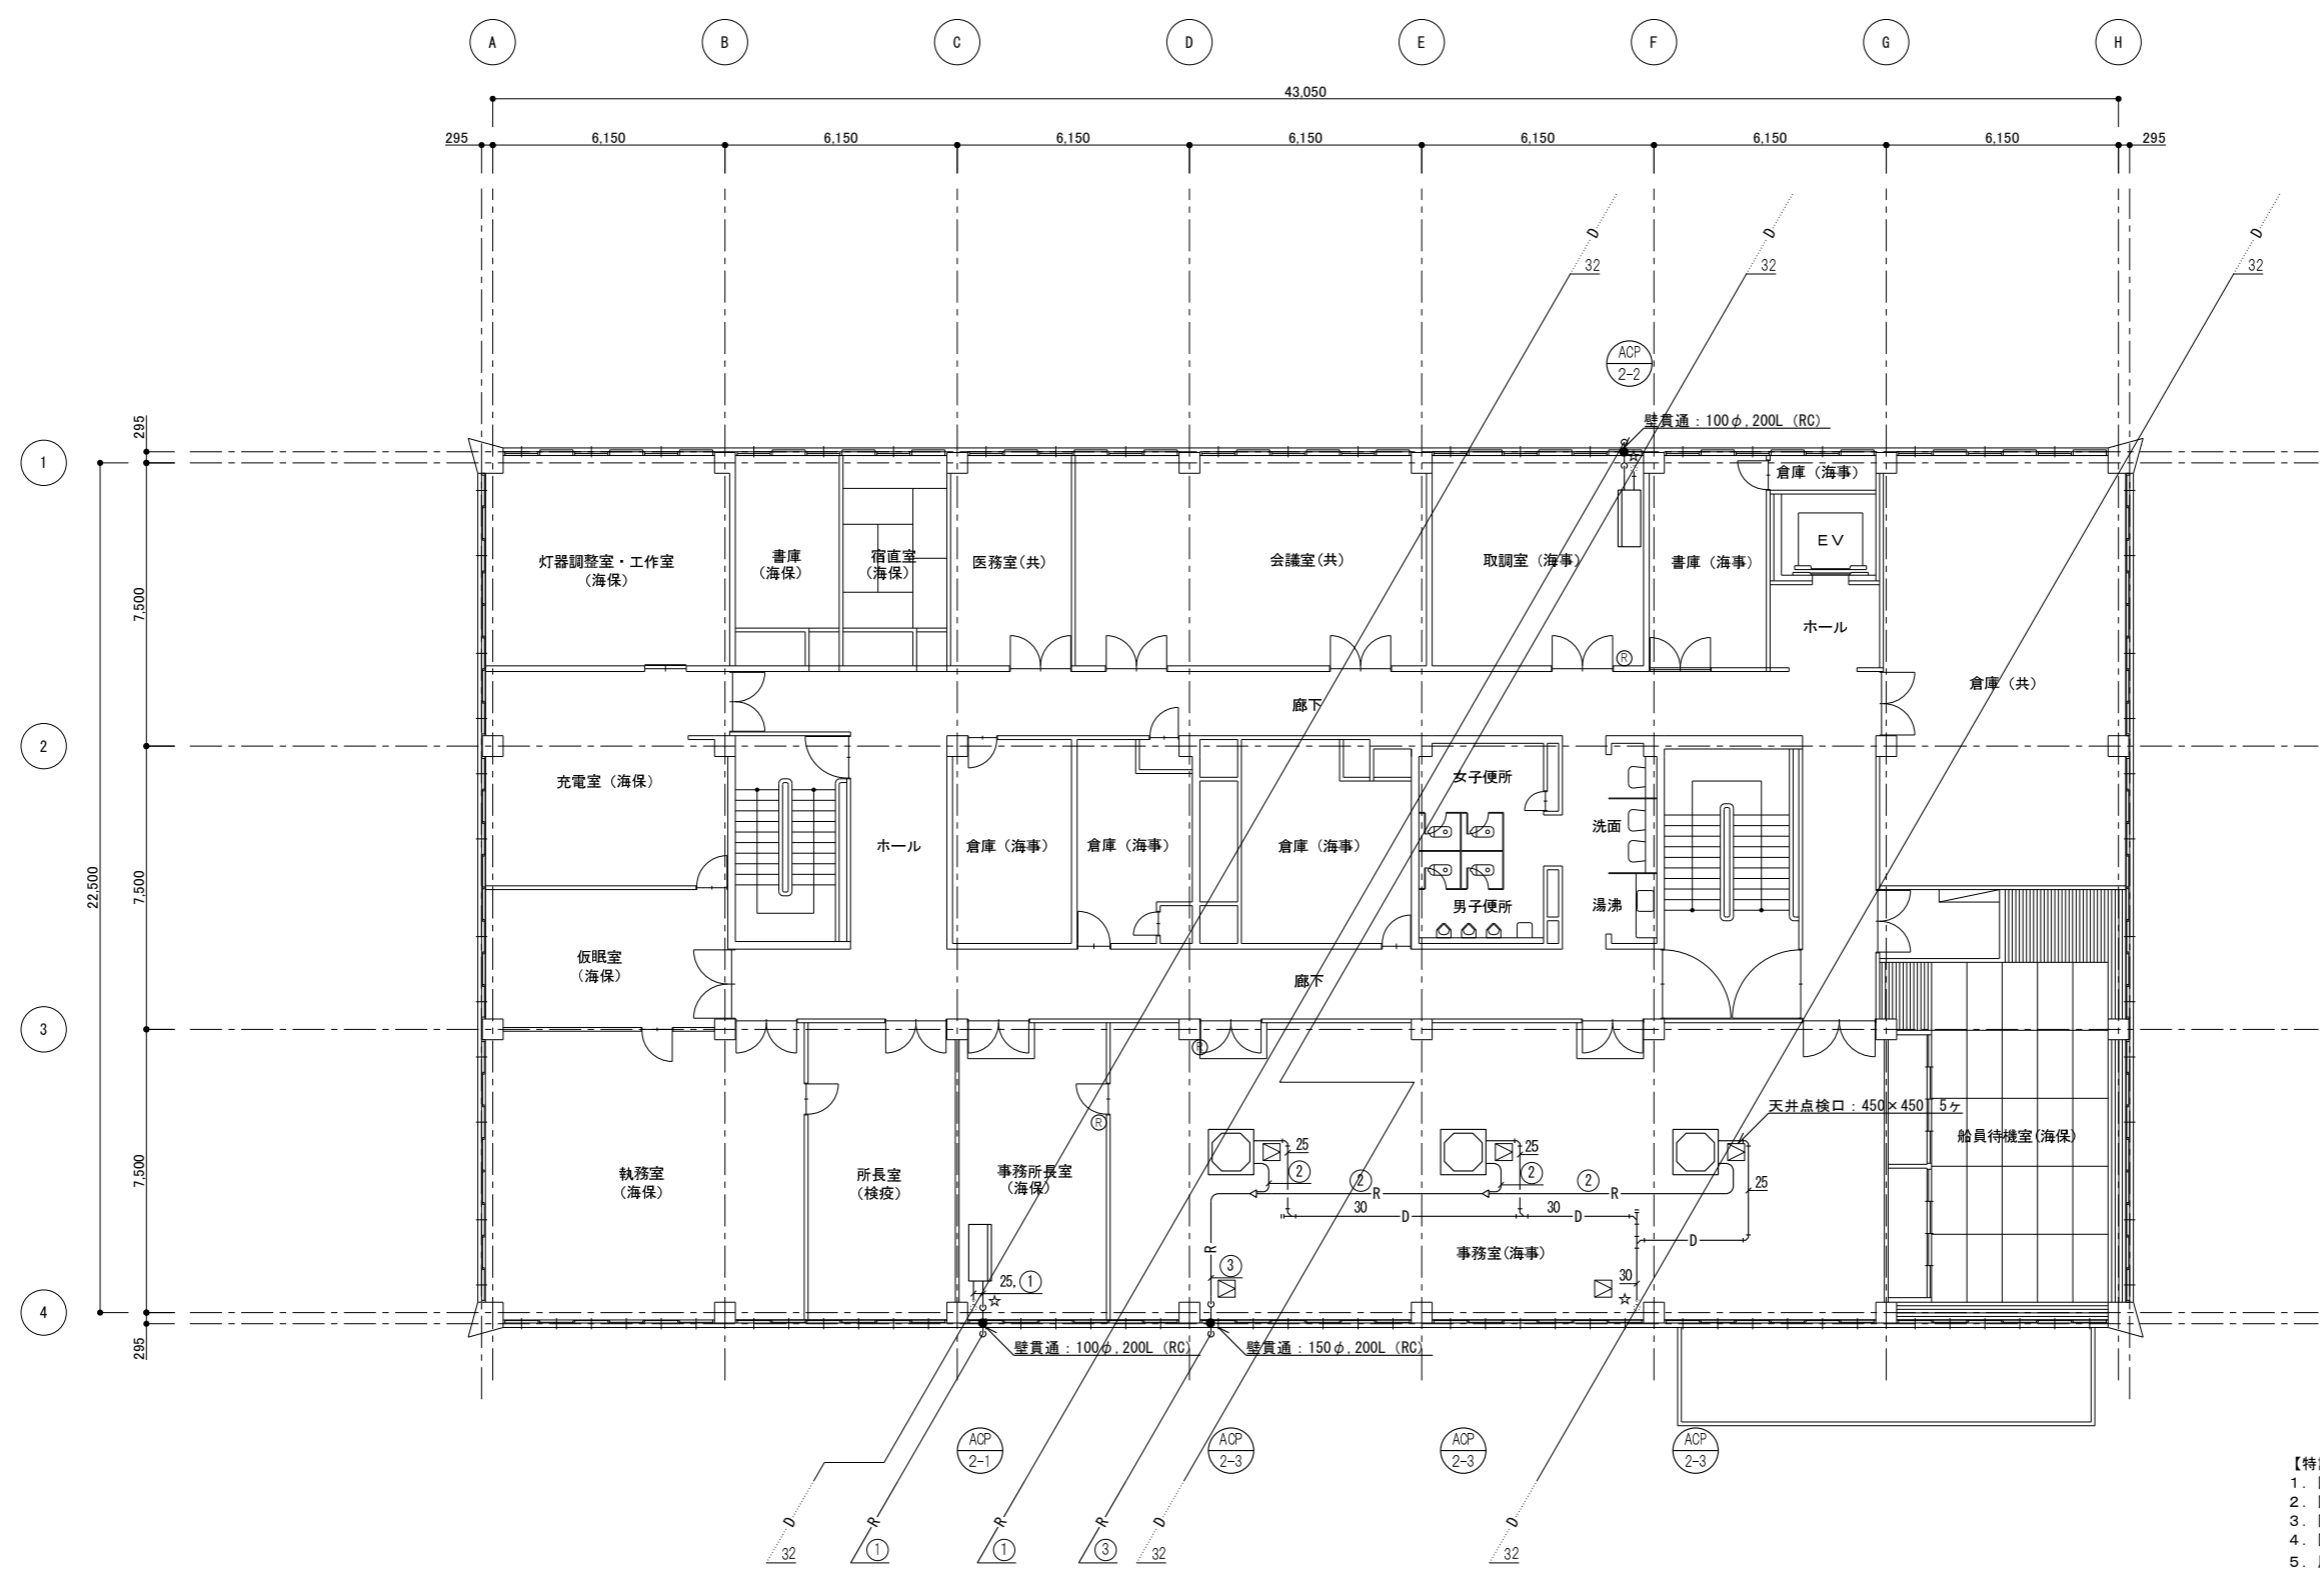 A B C D E F G H
43,050
295 6,150 6,150 6,150 6,150 6,150 6,150 6,150 295
D D D
32 32 32
ACP
2-2
壁貫通：100φ,200L (RC)
295
1
7,500
倉庫（海事）
EV
灯器調整室・工作室
（海保）
書庫
（海保）
宿直室
（海保）
医務室(共)
会議室(共)
取調室（海事）
書庫（海事）
ホール
R
倉庫（共）
廊下
2
充電室（海保）
女子便所
洗面
ホール
倉庫（海事）
倉庫（海事）
倉庫（海事）
22,500
7,500
男子便所
湯沸
仮眠室
（海保）
廊下
3
R
R
天井点検口：450×450 5ヶ
船員待機室(海保)
7,500
執務室
（海保）
所長室
（検疫）
事務所長室
（海保）
25 25 25
② ② ② ②
R R
30 30
D D D
R
事務室(海事)
③
30
25,①
☆ ☆ ☆
4
295
壁貫通：100φ,200L (RC)
壁貫通：150φ,200L (RC)
ACP
2-1
ACP
2-3
ACP
2-3
ACP
2-3
D R R R D D
32 ① ① ③ 32 32
【特
1.
2.
3.
4.
5.